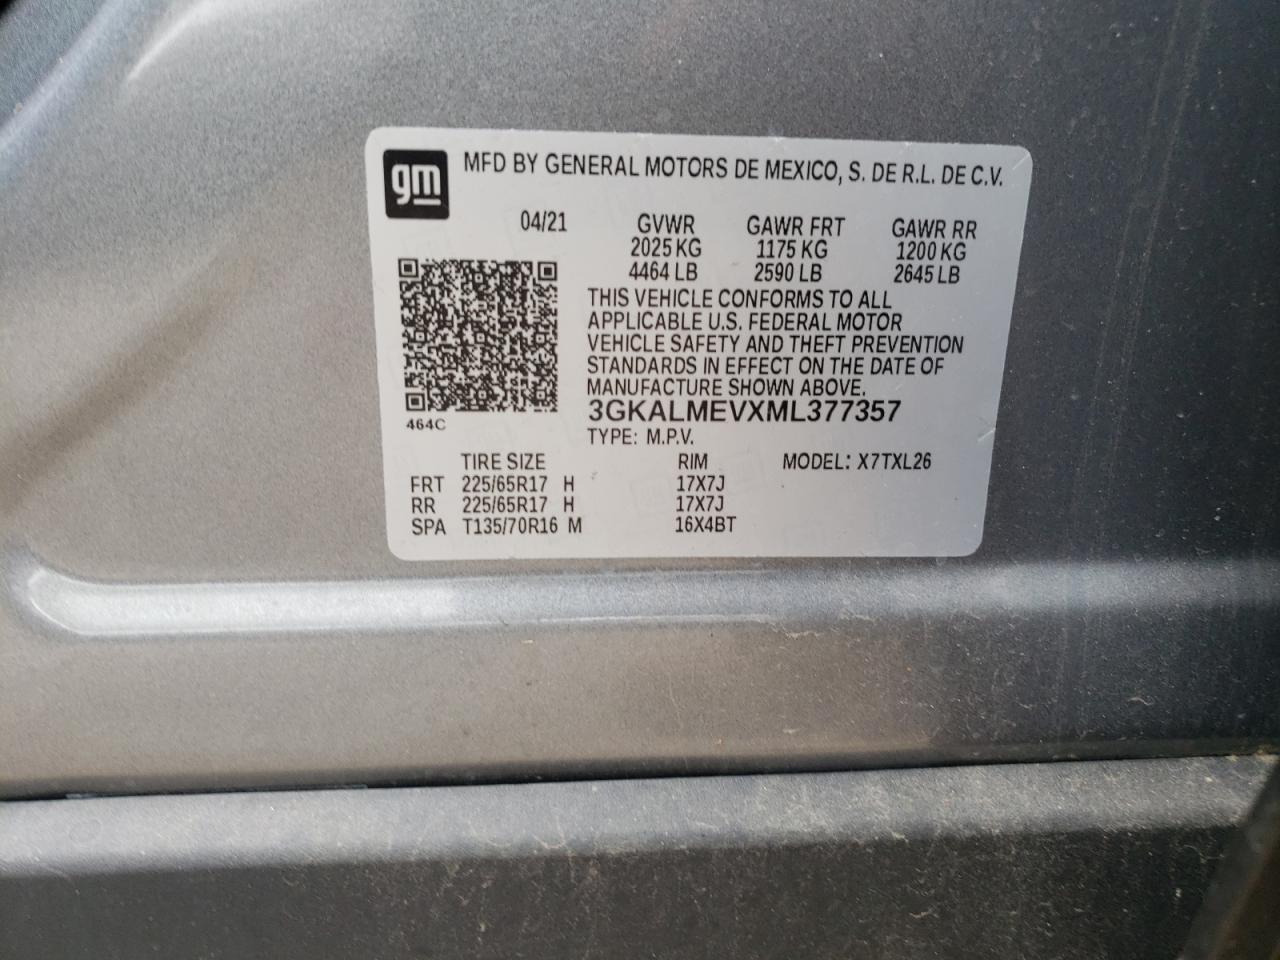 gm
MFD BY GENERAL MOTORS DE MEXICO, S. DE R.L. DE C.V.
04/21 GVWR GAWR FRT GAWR RR
2025 KG 1175 KG 1200 KG
4464 LB 2590 LB 2645 LB
THIS VEHICLE CONFORMS TO ALL
APPLICABLE U.S. FEDERAL MOTOR
VEHICLE SAFETY AND THEFT PREVENTION
STANDARDS IN EFFECT ON THE DATE OF
MANUFACTURE SHOWN ABOVE.
3GKALMEVXML377357
464C
TYPE: M.P.V.
TIRE SIZE RIM MODEL: X7TXL26
FRT 225/65R17 H 17X7J
RR 225/65R17 H 17X7J
SPA T135/70R16 M 16X4BT